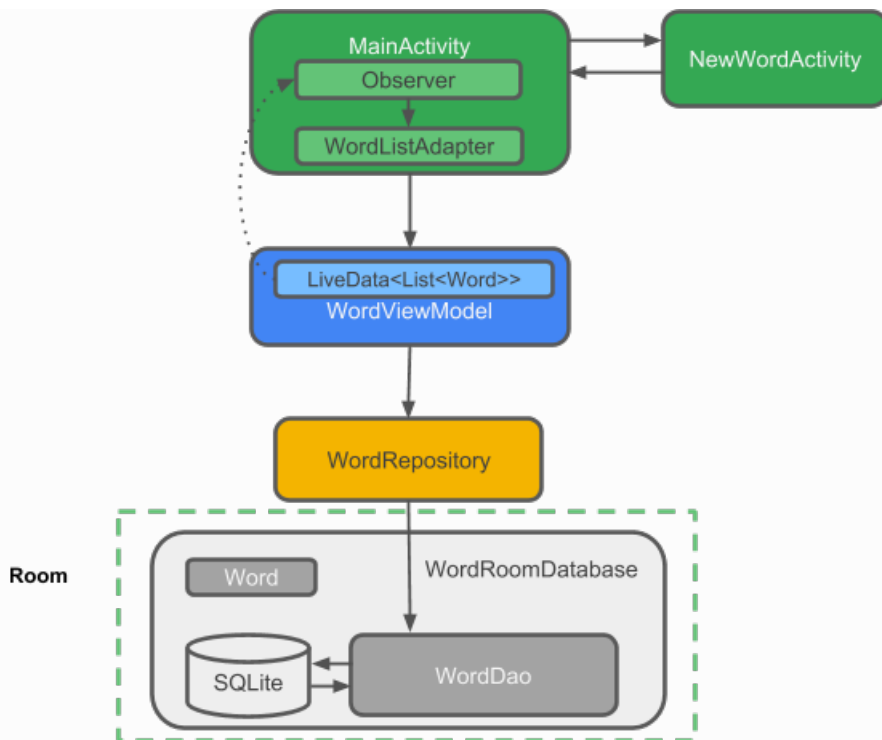 MainActivity
NewWordActivity
Observer
WordListAdapter
LiveData<List<Word>>
WordViewModel
WordRepository
Room
Word
WordRoomDatabase
SQLite
WordDao